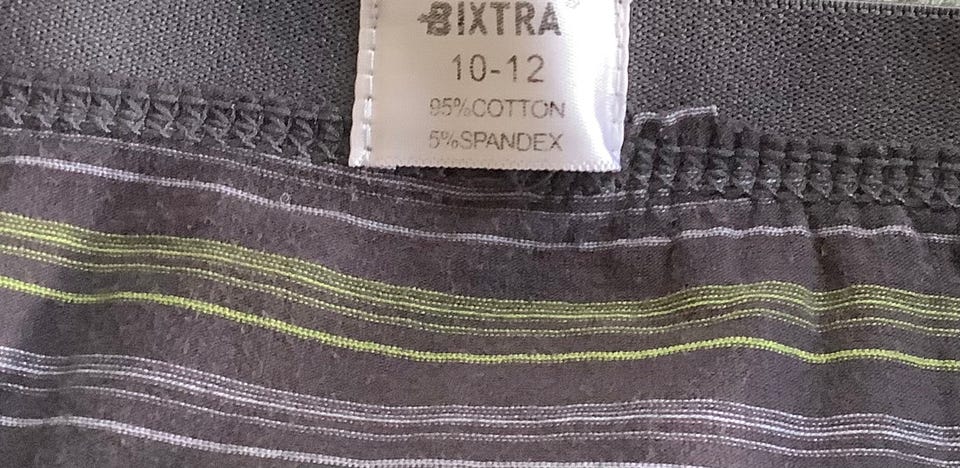 BIXTRA®
10-12
95%COTTON
5%SPANDEX